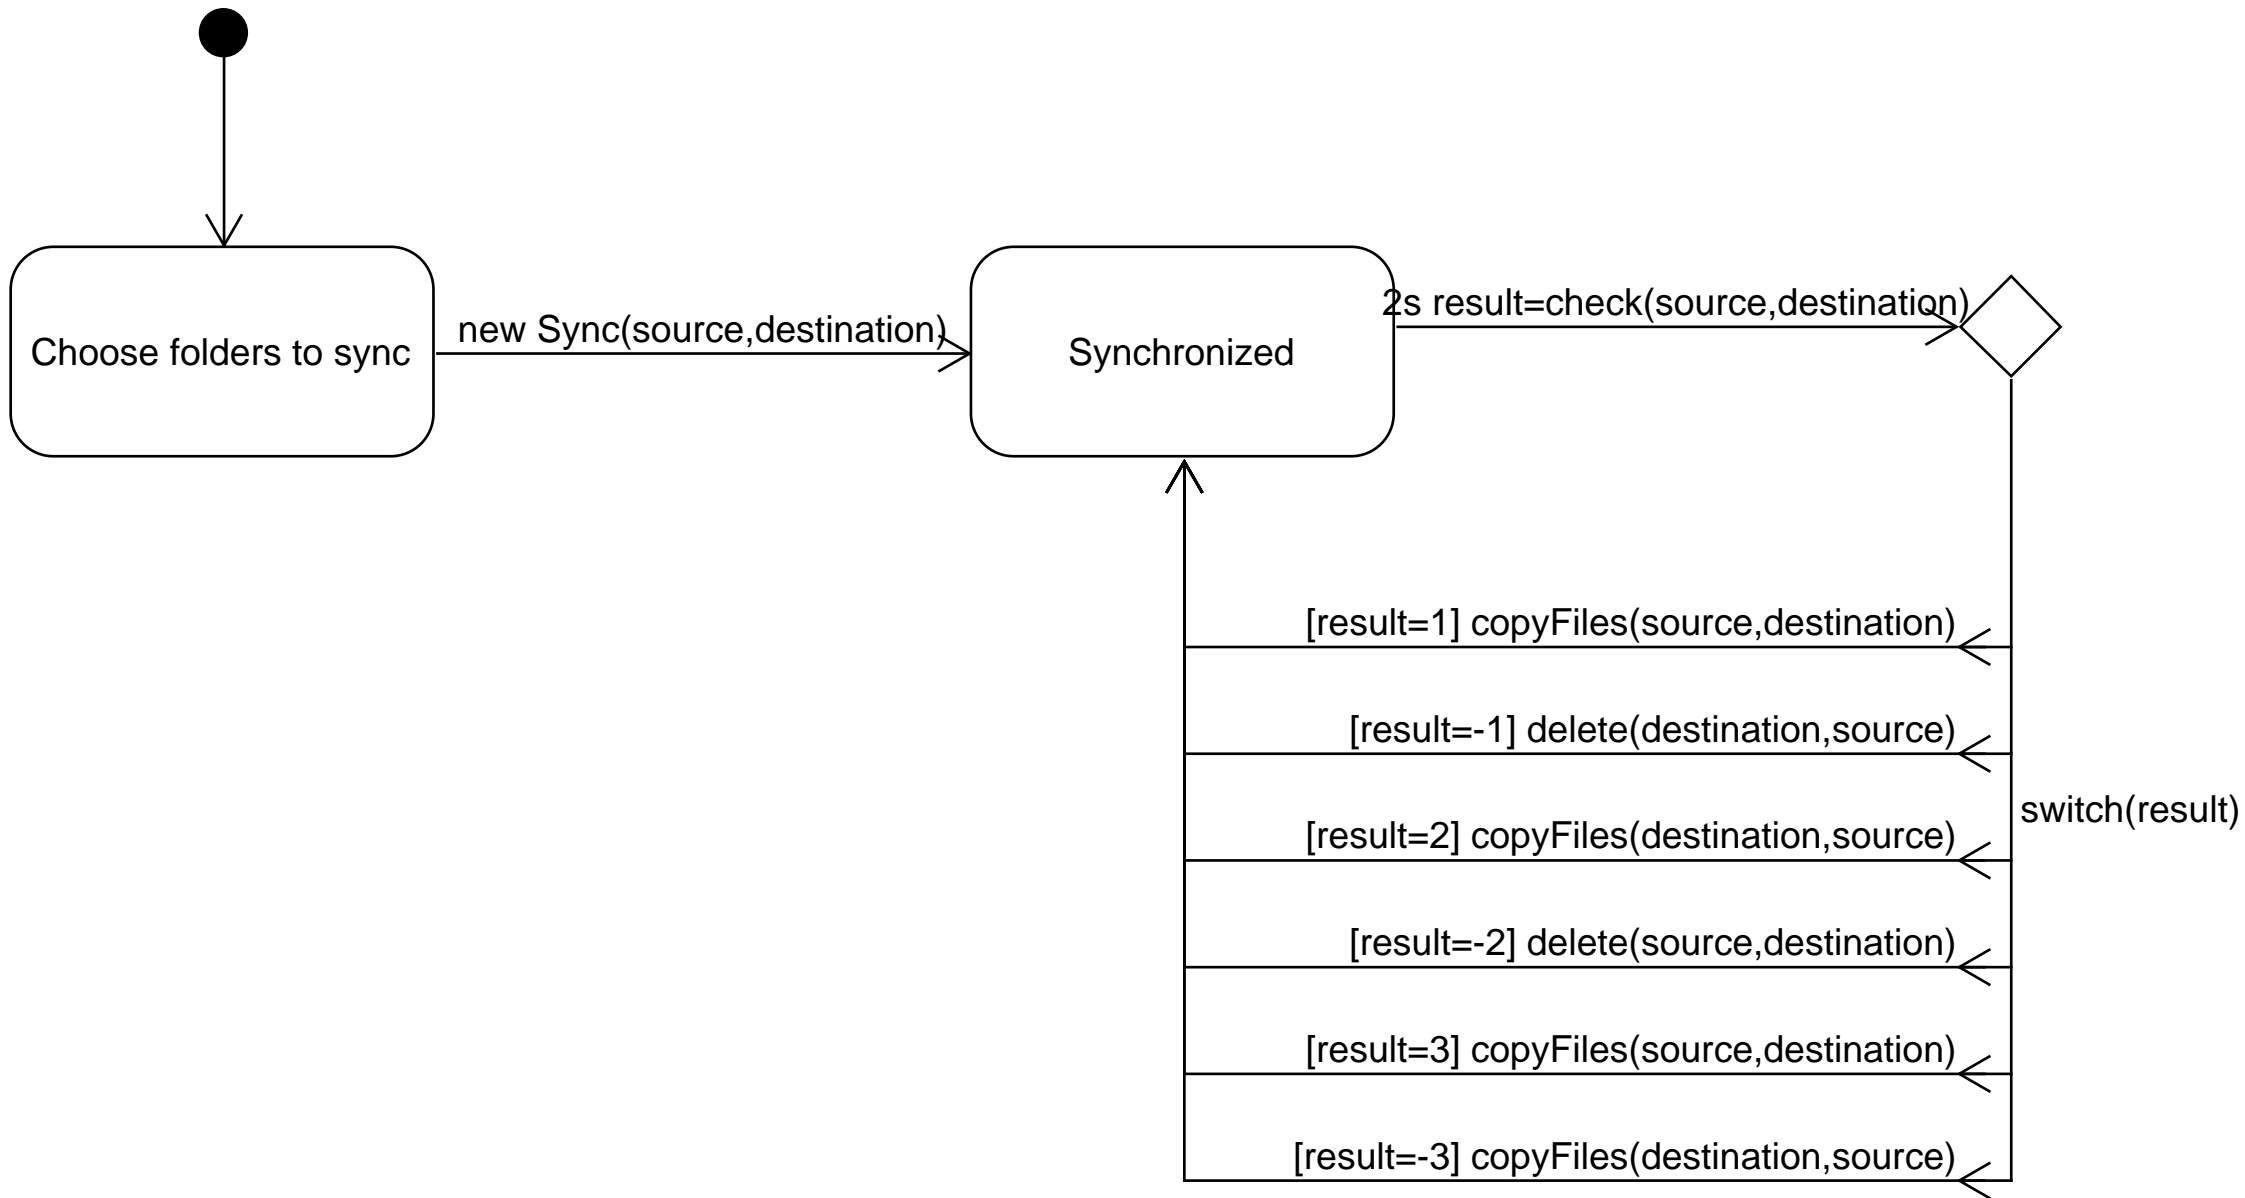 2s result=check(source,destination)
new Sync(source,destination)
Choose folders to sync
Synchronized
[result=1] copyFiles(source,destination)
[result=-1] delete(destination,source)
switch(result)
[result=2] copyFiles(destination,source)
[result=-2] delete(source,destination)
[result=3] copyFiles(source,destination)
[result=-3] copyFiles(destination,source)